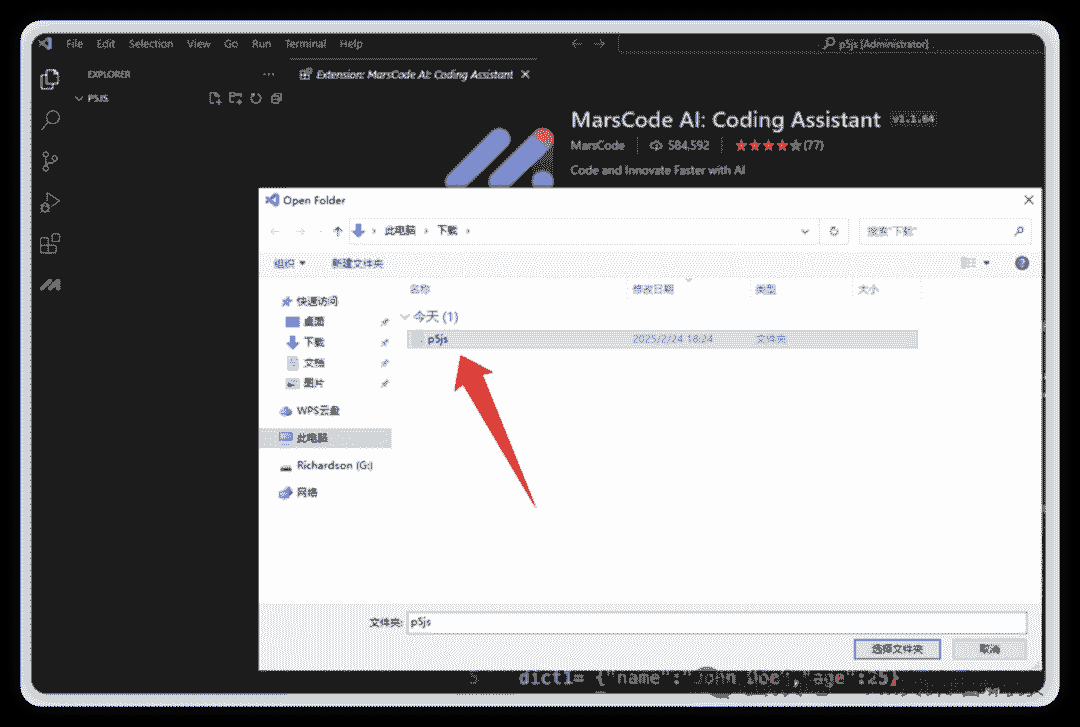 File Edit Selection View Go Run Terminal Help
p5js [Administrator]
EXPLORER
Extension: MarsCode AI: Coding Assistant
P5JS
MarsCode AI: Coding Assistant v1.1.64
MarsCode 584,592 (77)
Code and Innovate Faster with AI
Open Folder
此电脑 › 下载 ›
搜索"下载"
组织 新建文件夹
名称 修改日期 类型 大小
快速访问
今天 (1)
桌面
p5js 2025/2/24 18:24 文件夹
下载
文档
图片
WPS云盘
此电脑
Richardson (G:)
网络
文件夹: p5js
选择文件夹 取消
5 dict1= {"name":"John Doe","age":25}